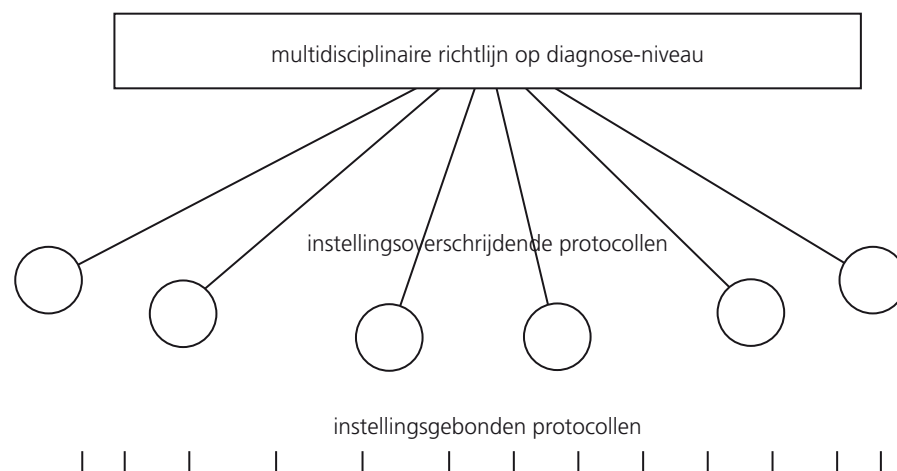 multidisciplinaire richtlijn op diagnose-niveau
instellingsoverschrijdende protocollen
instellingsgebonden protocollen